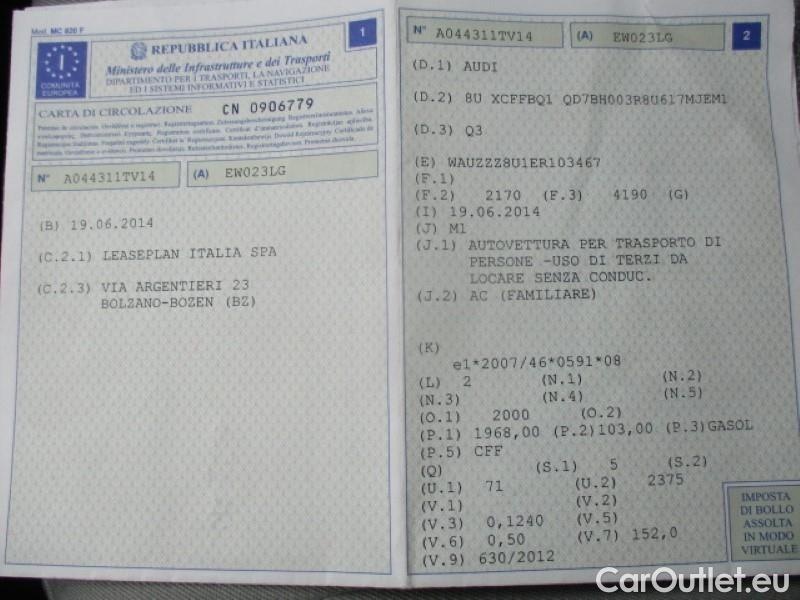 Mod. MC 820 F
1
I
COMUNITÀ
EUROPEA
REPUBBLICA ITALIANA
Ministero delle Infrastrutture e dei Trasporti
DIPARTIMENTO PER I TRASPORTI, LA NAVIGAZIONE
ED I SISTEMI INFORMATIVI E STATISTICI
CARTA DI CIRCOLAZIONE CN 0906779
N° A044311TV14 (A) EW023LG
(B) 19.06.2014
(C.2.1) LEASEPLAN ITALIA SPA
(C.2.3) VIA ARGENTIERI 23
BOLZANO-BOZEN (BZ)
N° A044311TV14 (A) EW023LG 2
(D.1) AUDI
(D.2) 8U XCFFBQ1 QD7BH003R8U617MJEM1
(D.3) Q3
(E) WAUZZZ8U1ER103467
(F.1)
(F.2) 2170 (F.3) 4190 (G)
(I) 19.06.2014
(J) M1
(J.1) AUTOVETTURA PER TRASPORTO DI
PERSONE -USO DI TERZI DA
LOCARE SENZA CONDUC.
(J.2) AC (FAMILIARE)
(K)
e1*2007/46*0591*08
(L) 2 (N.1) (N.2)
(N.3) (N.4) (N.5)
(O.1) 2000 (O.2)
(P.1) 1968,00 (P.2)103,00 (P.3)GASOL
(P.5) CFF
(Q) (S.1) 5 (S.2)
(U.1) 71 (U.2) 2375
(V.1) (V.2)
(V.3) 0,1240 (V.5)
(V.6) 0,50 (V.7) 152,0
(V.9) 630/2012
IMPOSTA
DI BOLLO
ASSOLTA
IN MODO
VIRTUALE
CarOutlet.eu